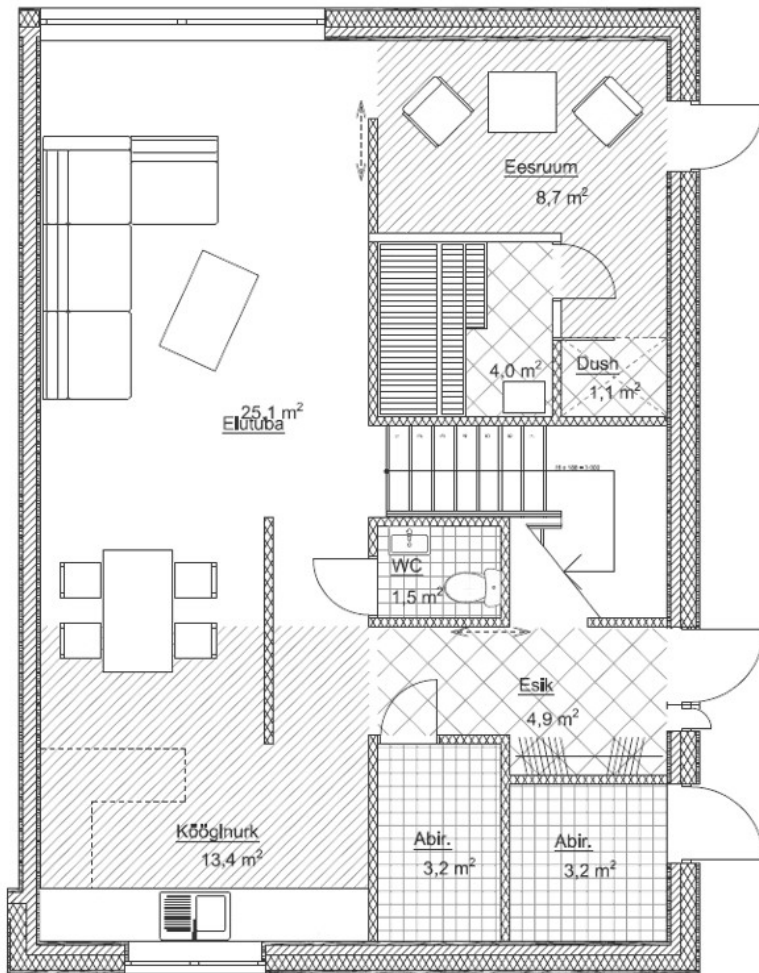 Eesruum
8,7 m²
4,0 m²
Dush
1,1 m²
25,1 m²
Elutuba
WC
1,5 m²
Esik
4,9 m²
Kööginurk
13,4 m²
Abir.
3,2 m²
Abir.
3,2 m²